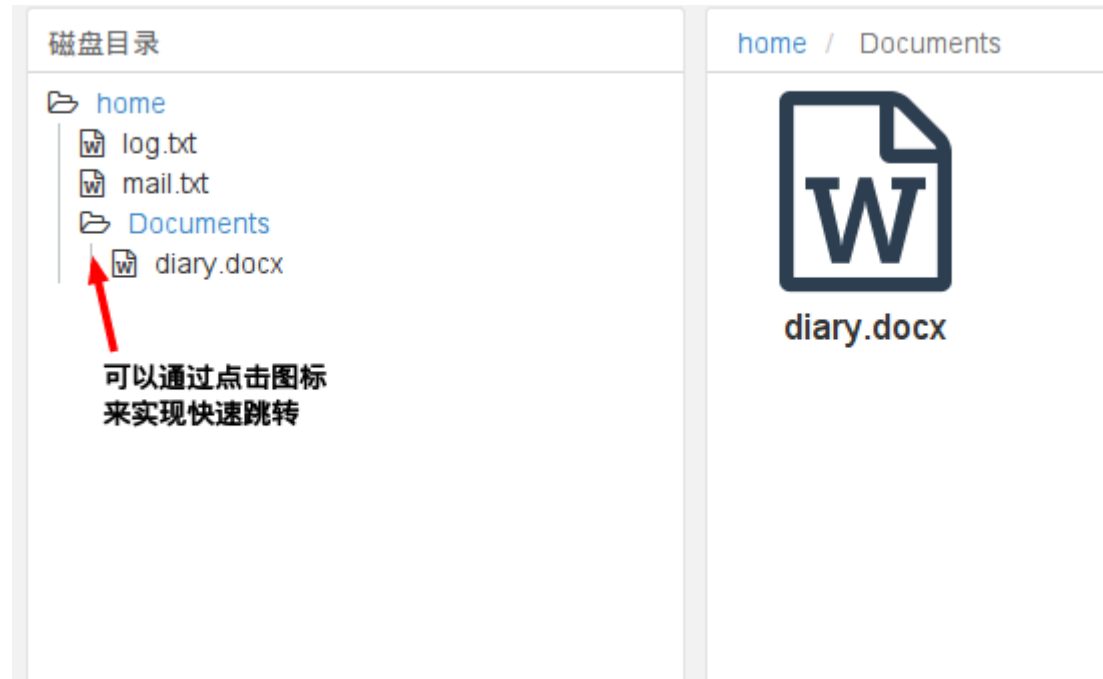 磁盘目录
home
log.txt
mail.txt
Documents
diary.docx
可以通过点击图标
来实现快速跳转
home / Documents
W
diary.docx